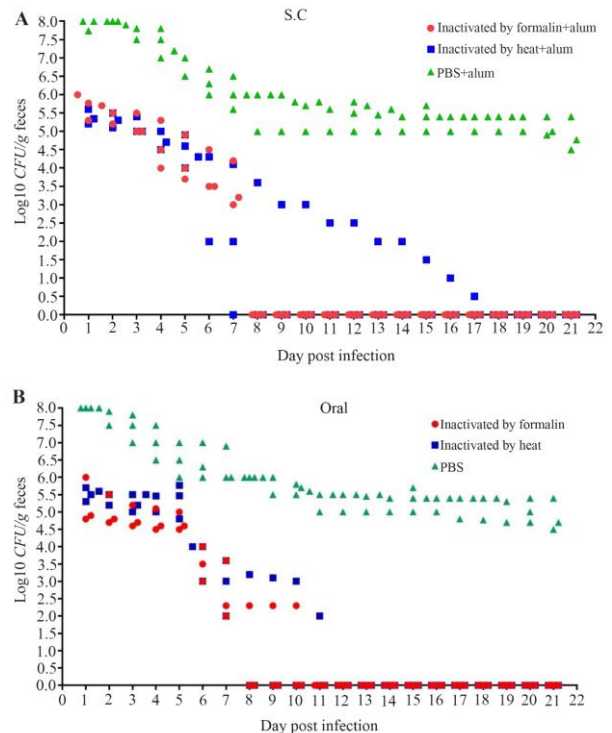 A
S.C
Inactivated by formalin+alum
Inactivated by heat+alum
PBS+alum
Log10 CFU/g feces
8.0
7.5
7.0
6.5
6.0
5.5
5.0
4.5
4.0
3.5
3.0
2.5
2.0
1.5
1.0
0.5
0.0
0 1 2 3 4 5 6 7 8 9 10 11 12 13 14 15 16 17 18 19 20 21 22
Day post infection
B
Oral
Inactivated by formalin
Inactivated by heat
PBS
Log10 CFU/g feces
8.0
7.5
7.0
6.5
6.0
5.5
5.0
4.5
4.0
3.5
3.0
2.5
2.0
1.5
1.0
0.5
0.0
0 1 2 3 4 5 6 7 8 9 10 11 12 13 14 15 16 17 18 19 20 21 22
Day post infection